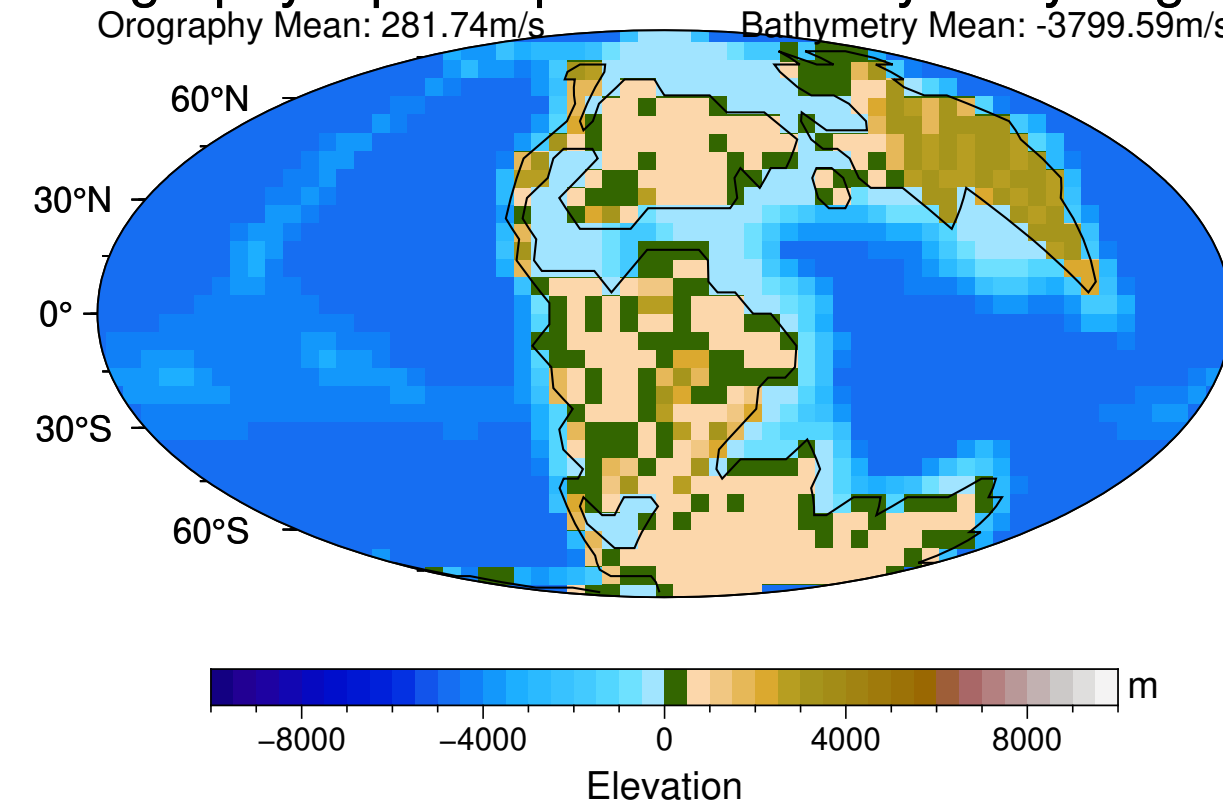 Orography Mean: 281.74m/s Bathymetry Mean: -3799.59m/s
60°N
30°N
0°
30°S
60°S
m
−8000 −4000 0 4000 8000
Elevation